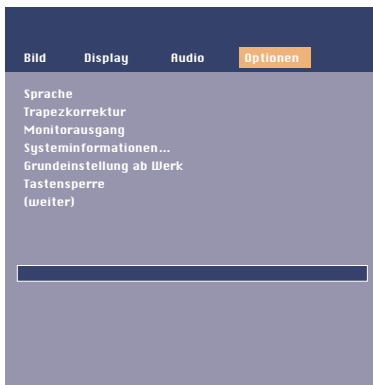 Bild Display Audio Optionen
Sprache
Trapezkorrektur
Monitorausgang
Systeminformationen...
Grundeinstellung ab Werk
Tastensperre
(weiter)